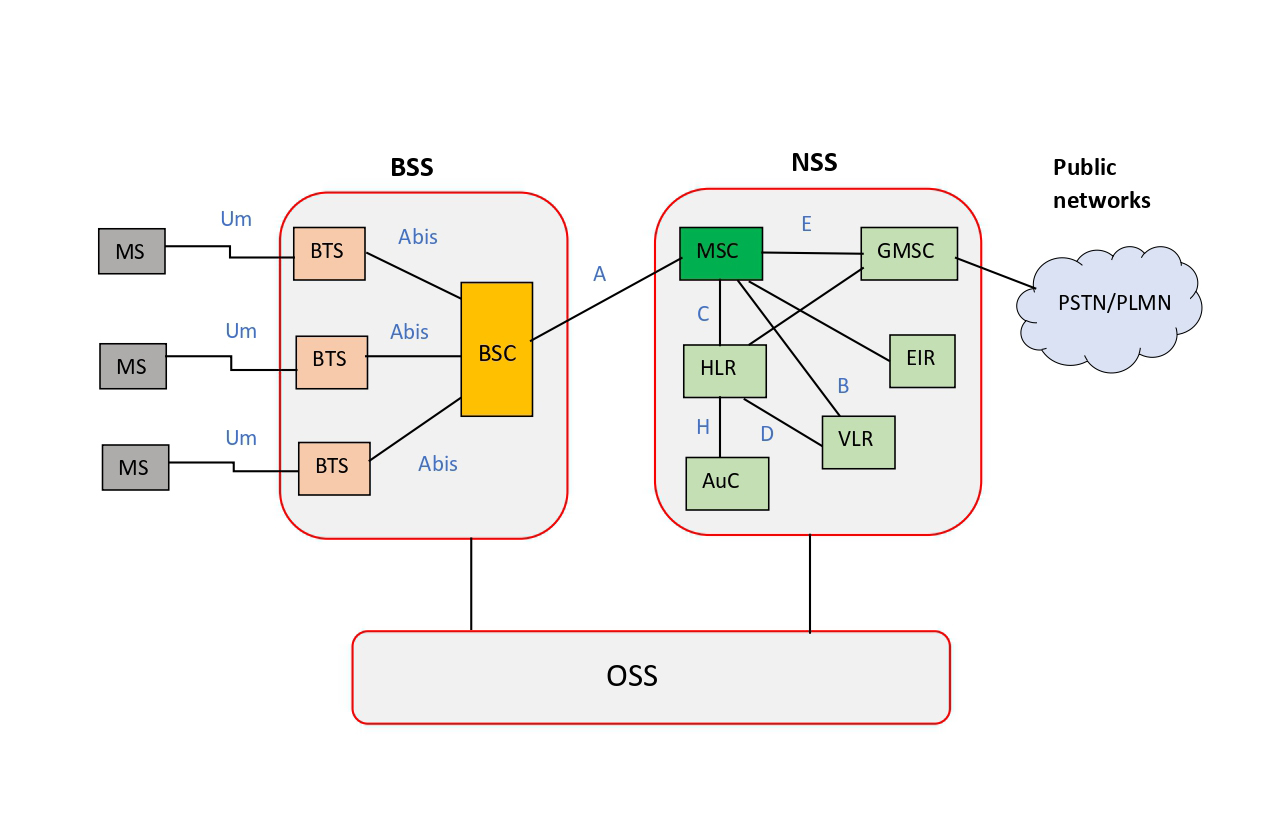 BSS
NSS
Public
networks
Um
Abis
E
MS
BTS
MSC
GMSC
A
PSTN/PLMN
C
Um
Abis
MS
BTS
BSC
HLR
EIR
B
Um
H
D
VLR
MS
BTS
Abis
AuC
OSS